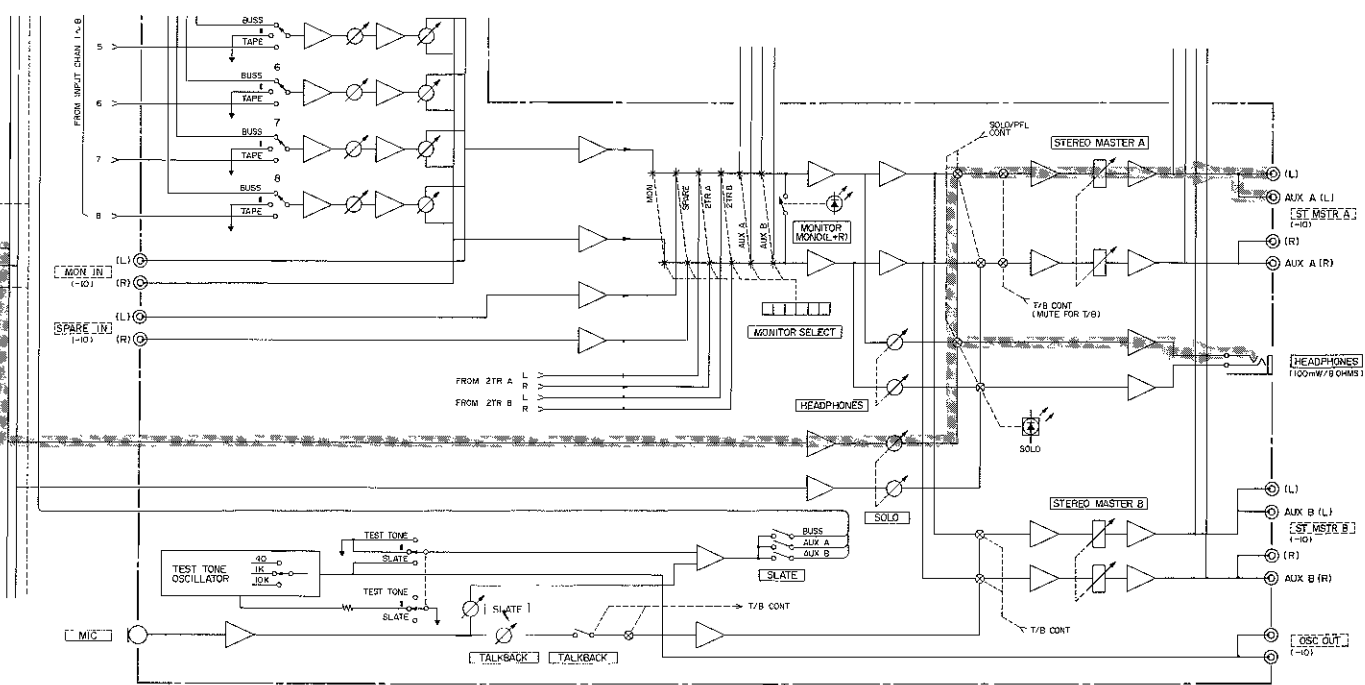 BUSS
5
TAPE
FROM INPUT CHAN 1~8
6
BUSS
6
TAPE
7
BUSS
7
TAPE
8
BUSS
8
TAPE
(L)
MON IN
(-10)
(R)
(L)
SPARE IN
(-10)
(R)
MON
SPARE
2TR A
2TR B
AUX A
AUX B
MONITOR
MONO(L+R)
MONITOR SELECT
FROM 2TR A
L
R
FROM 2TR B
L
R
HEADPHONES
SOLO/PFL
CONT
STEREO MASTER A
(L)
AUX A (L)
ST MSTR A
(-10)
(R)
AUX A (R)
T/B CONT
(MUTE FOR T/B)
HEADPHONES
(100mW/8 OHMS)
SOLO
SOLO
STEREO MASTER B
(L)
AUX B (L)
ST MSTR B
(-10)
(R)
AUX B (R)
T/B CONT
TEST TONE
SLATE
TEST TONE
OSCILLATOR
40
1K
10K
BUSS
AUX A
AUX B
SLATE
TEST TONE
SLATE
SLATE
T/B CONT
MIC
TALKBACK
TALKBACK
OSC OUT
(-10)